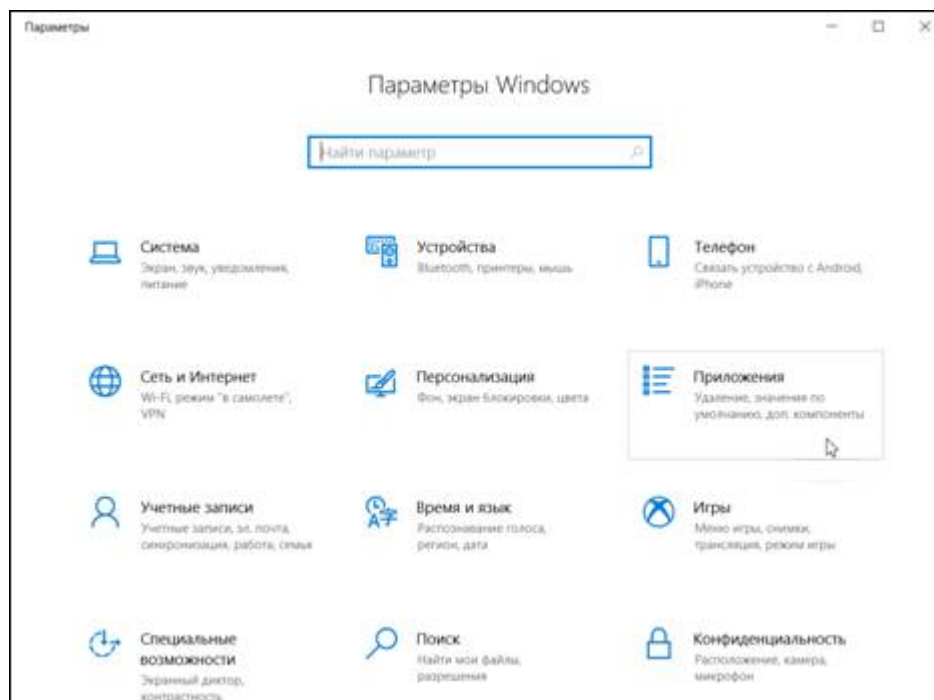 Параметры
Параметры Windows
Найти параметр
Система
Экран, звук, уведомления,
питание
Устройства
Bluetooth, принтеры, мышь
Телефон
Связать устройство с Android,
iPhone
Сеть и Интернет
Wi-Fi, режим "в самолете",
VPN
Персонализация
Фон, экран блокировки, цвета
Приложения
Удаление, значения по
умолчанию, доп. компоненты
Учетные записи
Учетные записи, эл. почта,
синхронизация, работа, семья
Время и язык
Распознавание голоса,
регион, дата
Игры
Меню игры, снимки,
трансляция, режим игры
Специальные
возможности
Экранный диктор,
контрастность
Поиск
Найти мои файлы,
разрешения
Конфиденциальность
Расположение, камера,
микрофон